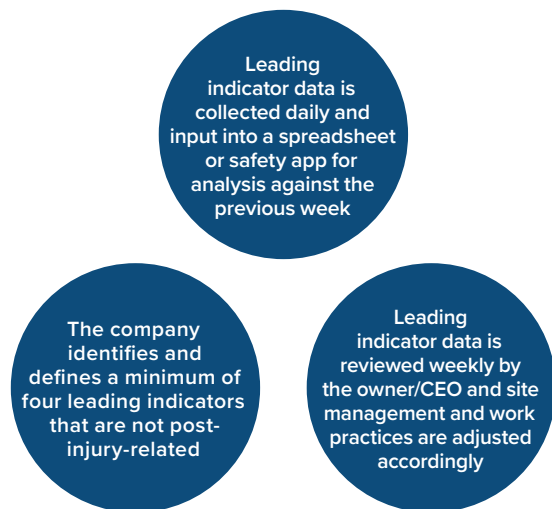 Leading
indicator data is
collected daily and
input into a spreadsheet
or safety app for
analysis against the
previous week
The company
identifies and
defines a minimum of
four leading indicators
that are not post-
injury-related
Leading
indicator data is
reviewed weekly by
the owner/CEO and site
management and work
practices are adjusted
accordingly